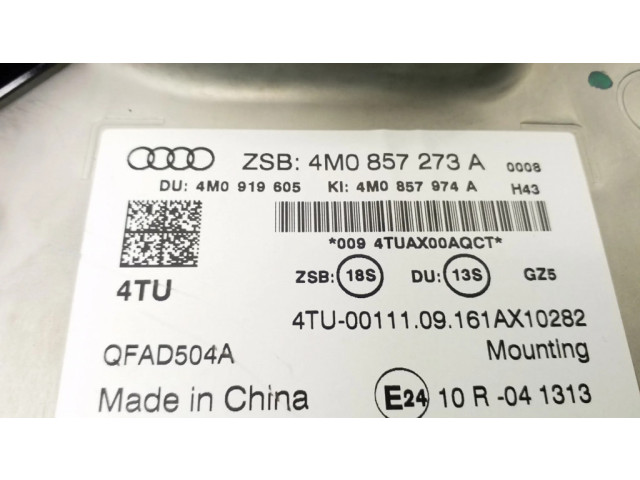 ZSB: 4M0 857 273 A 0008
DU: 4M0 919 605 KI: 4M0 857 974 A H43
*009 4TUAX00AQCT*
4TU ZSB: 18S DU: 13S GZ5
4TU-00111.09.161AX10282
QFAD504A Mounting
Made in China E24 10 R -04 1313